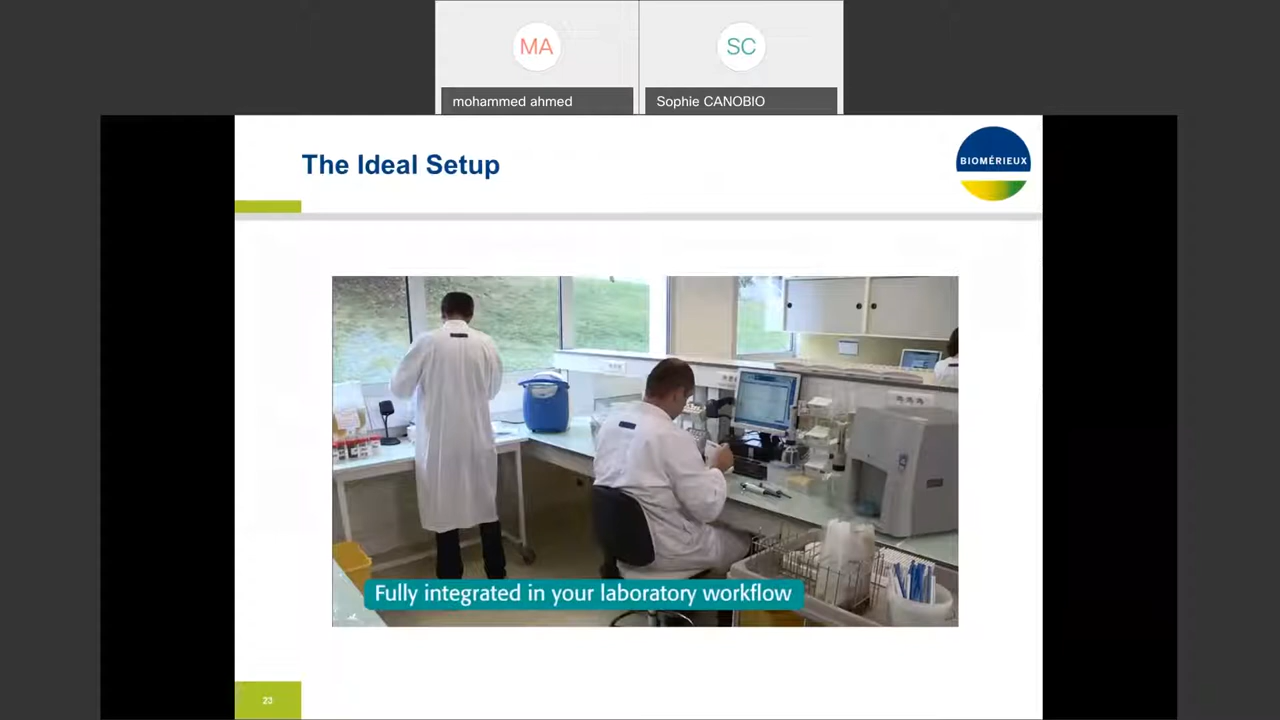 MA
SC
mohammed ahmed
Sophie CANOBIO
The Ideal Setup
BIOMÉRIEUX
Fully integrated in your laboratory workflow
23